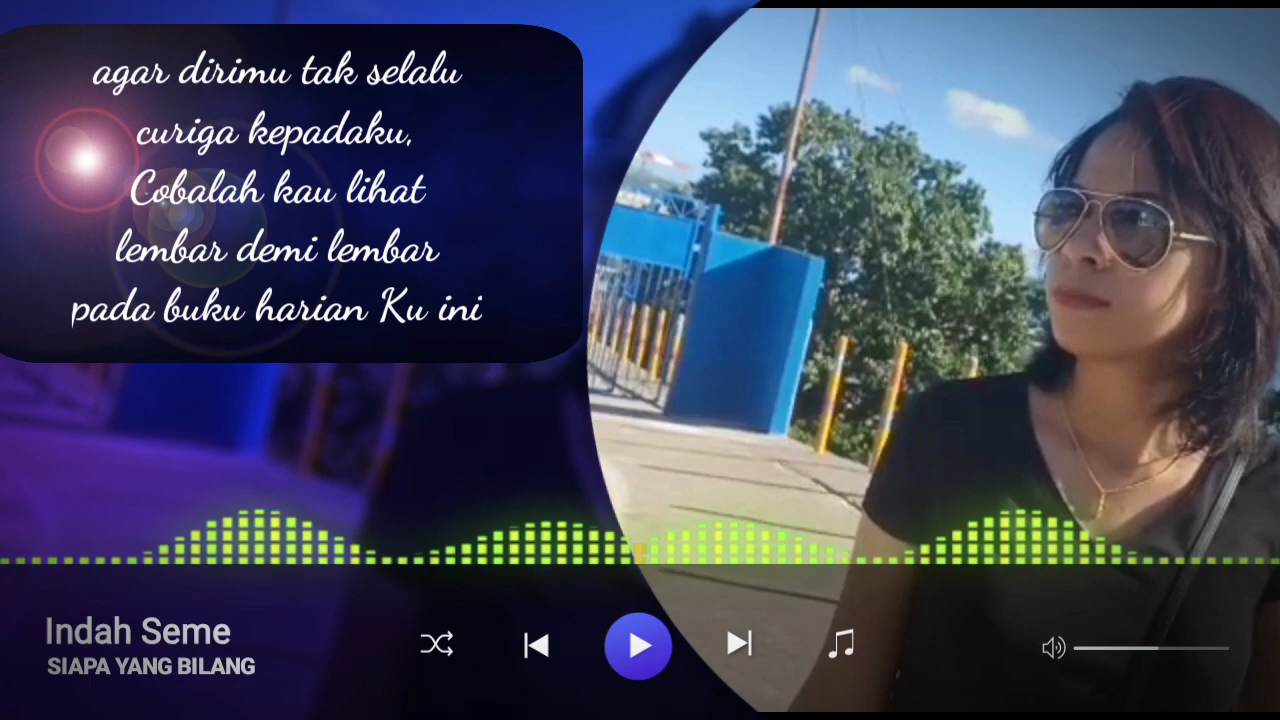 agar dirimu tak selalu
curiga kepadaku,
Cobalah kau lihat
lembar demi lembar
pada buku harian Ku ini
Indah Seme
SIAPA YANG BILANG